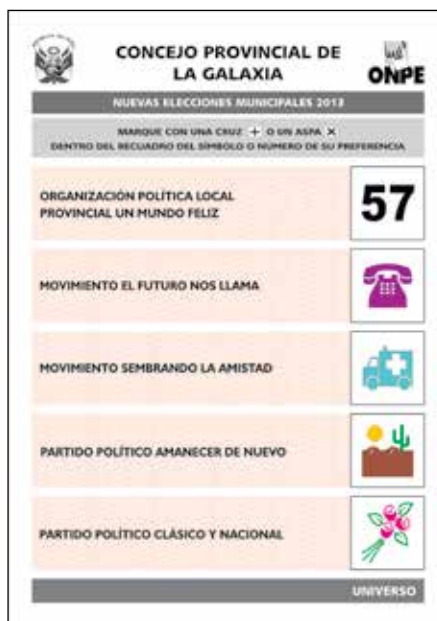 CONCEJO PROVINCIAL DE
LA GALAXIA
ONPE
NUEVAS ELECCIONES MUNICIPALES 2013
MARQUE CON UNA CRUZ + O UN ASPA X
DENTRO DEL RECUADRO DEL SÍMBOLO O NÚMERO DE SU PREFERENCIA
ORGANIZACIÓN POLÍTICA LOCAL
PROVINCIAL UN MUNDO FELIZ
57
MOVIMIENTO EL FUTURO NOS LLAMA
MOVIMIENTO SEMBRANDO LA AMISTAD
PARTIDO POLÍTICO AMANECER DE NUEVO
PARTIDO POLÍTICO CLÁSICO Y NACIONAL
UNIVERSO